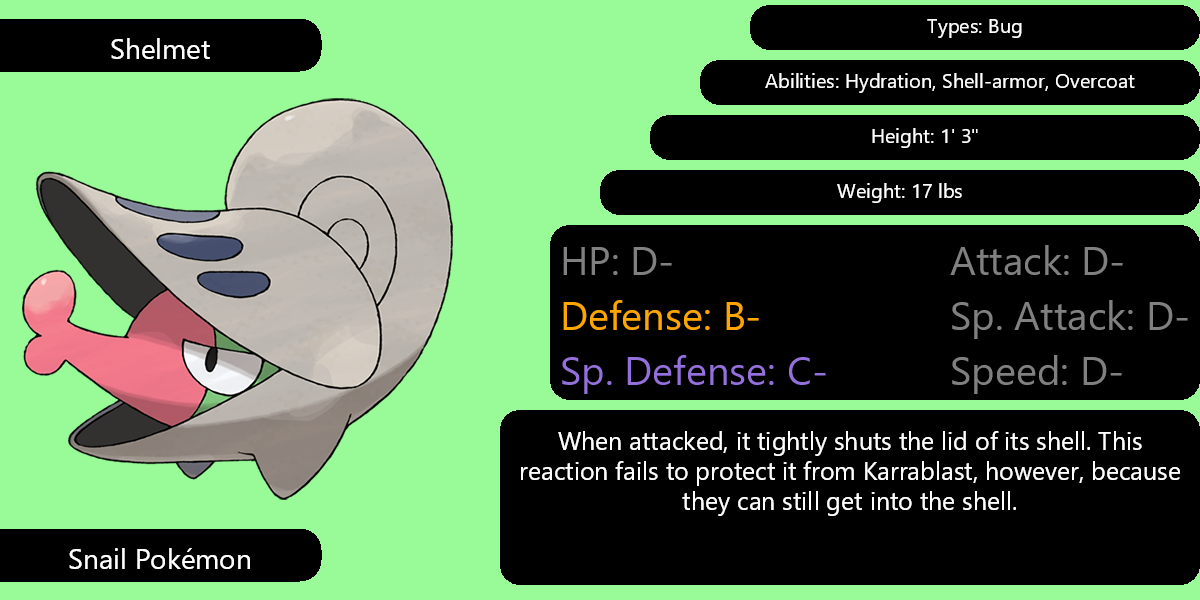 Shelmet
Types: Bug
Abilities: Hydration, Shell-armor, Overcoat
Height: 1' 3"
Weight: 17 lbs
HP: D-
Attack: D-
Defense: B-
Sp. Attack: D-
Sp. Defense: C-
Speed: D-
When attacked, it tightly shuts the lid of its shell. This
reaction fails to protect it from Karrablast, however, because
they can still get into the shell.
Snail Pokémon